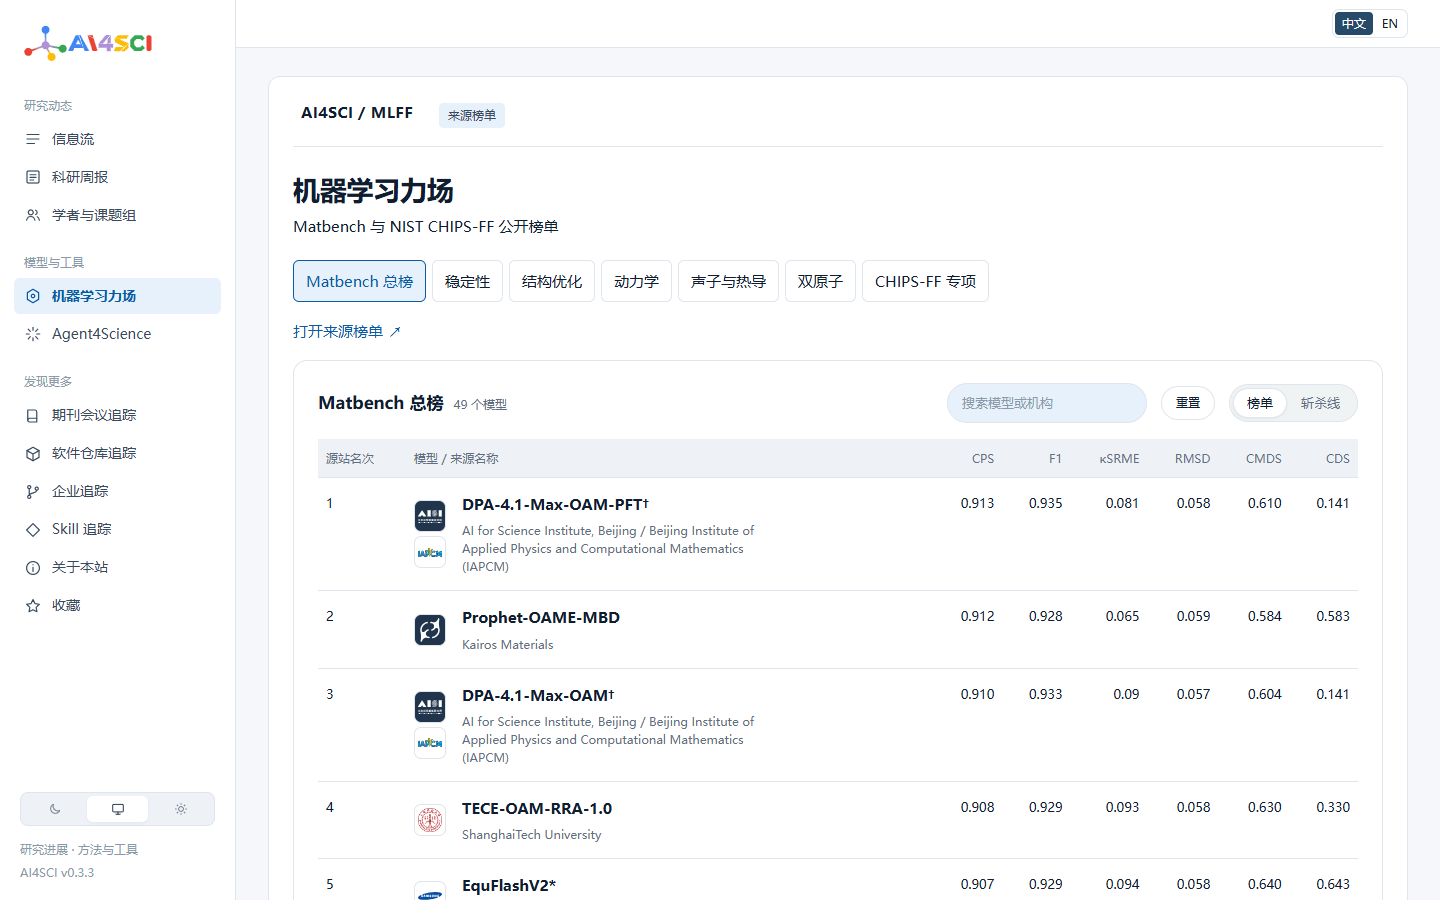 AI4SCI
中文 EN
研究动态
信息流
科研周报
学者与课题组
模型与工具
机器学习力场
Agent4Science
发现更多
期刊会议追踪
软件仓库追踪
企业追踪
Skill 追踪
关于本站
收藏
研究进展 · 方法与工具
AI4SCI v0.3.3
AI4SCI / MLFF 来源榜单
机器学习力场
Matbench 与 NIST CHIPS-FF 公开榜单
Matbench 总榜 稳定性 结构优化 动力学 声子与热导 双原子 CHIPS-FF 专项
打开来源榜单 ↗
Matbench 总榜 49 个模型 搜索模型或机构 重置 榜单 斩杀线
源站名次 模型 / 来源名称 CPS F1 κSRME RMSD CMDS CDS
1 DPA-4.1-Max-OAM-PFT† 0.913 0.935 0.081 0.058 0.610 0.141
AI for Science Institute, Beijing / Beijing Institute of
Applied Physics and Computational Mathematics
(IAPCM)
2 Prophet-OAME-MBD 0.912 0.928 0.065 0.059 0.584 0.583
Kairos Materials
3 DPA-4.1-Max-OAM† 0.910 0.933 0.09 0.057 0.604 0.141
AI for Science Institute, Beijing / Beijing Institute of
Applied Physics and Computational Mathematics
(IAPCM)
4 TECE-OAM-RRA-1.0 0.908 0.929 0.093 0.058 0.630 0.330
ShanghaiTech University
5 EquFlashV2* 0.907 0.929 0.094 0.058 0.640 0.643